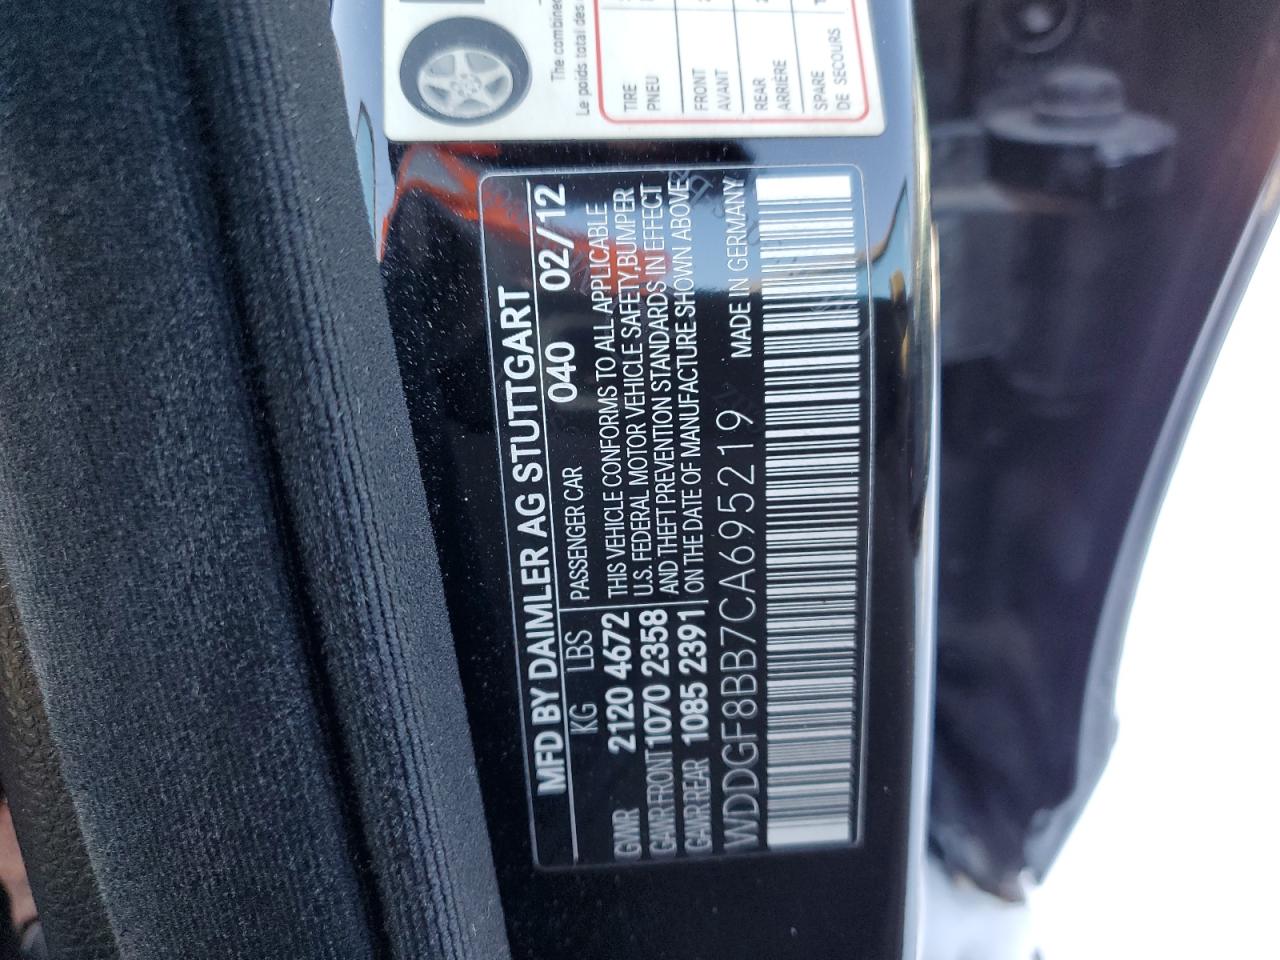 The combined
Le poids total des
TIRE
PNEU
FRONT
AVANT
REAR
ARRIÈRE
SPARE
DE SECOURS
MFD BY DAIMLER AG STUTTGART
040 02/12
KG LBS PASSENGER CAR
GVWR 2120 4672 THIS VEHICLE CONFORMS TO ALL APPLICABLE
GAWR FRONT 1070 2358 U.S. FEDERAL MOTOR VEHICLE SAFETY,BUMPER
GAWR REAR 1085 2391 AND THEFT PREVENTION STANDARDS IN EFFECT
ON THE DATE OF MANUFACTURE SHOWN ABOVE
WDDGF8BB7CA695219 MADE IN GERMANY